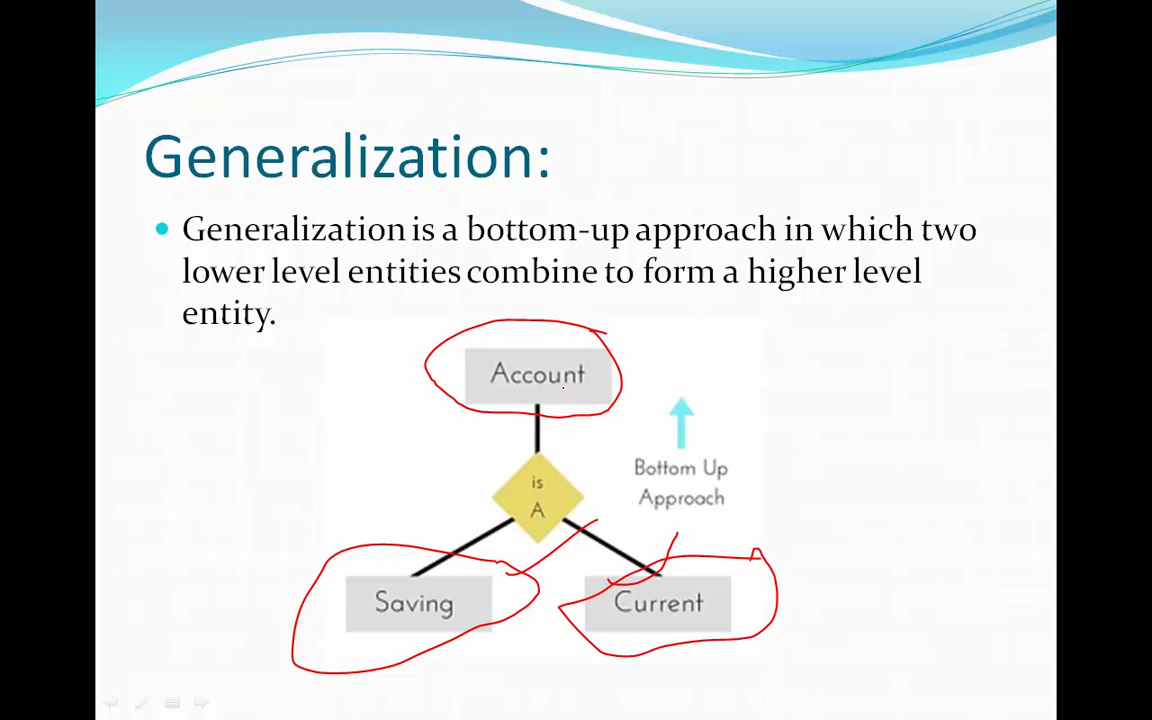 Generalization:
Generalization is a bottom-up approach in which two
lower level entities combine to form a higher level
entity.
Account
is
A
Bottom Up
Approach
Saving
Current